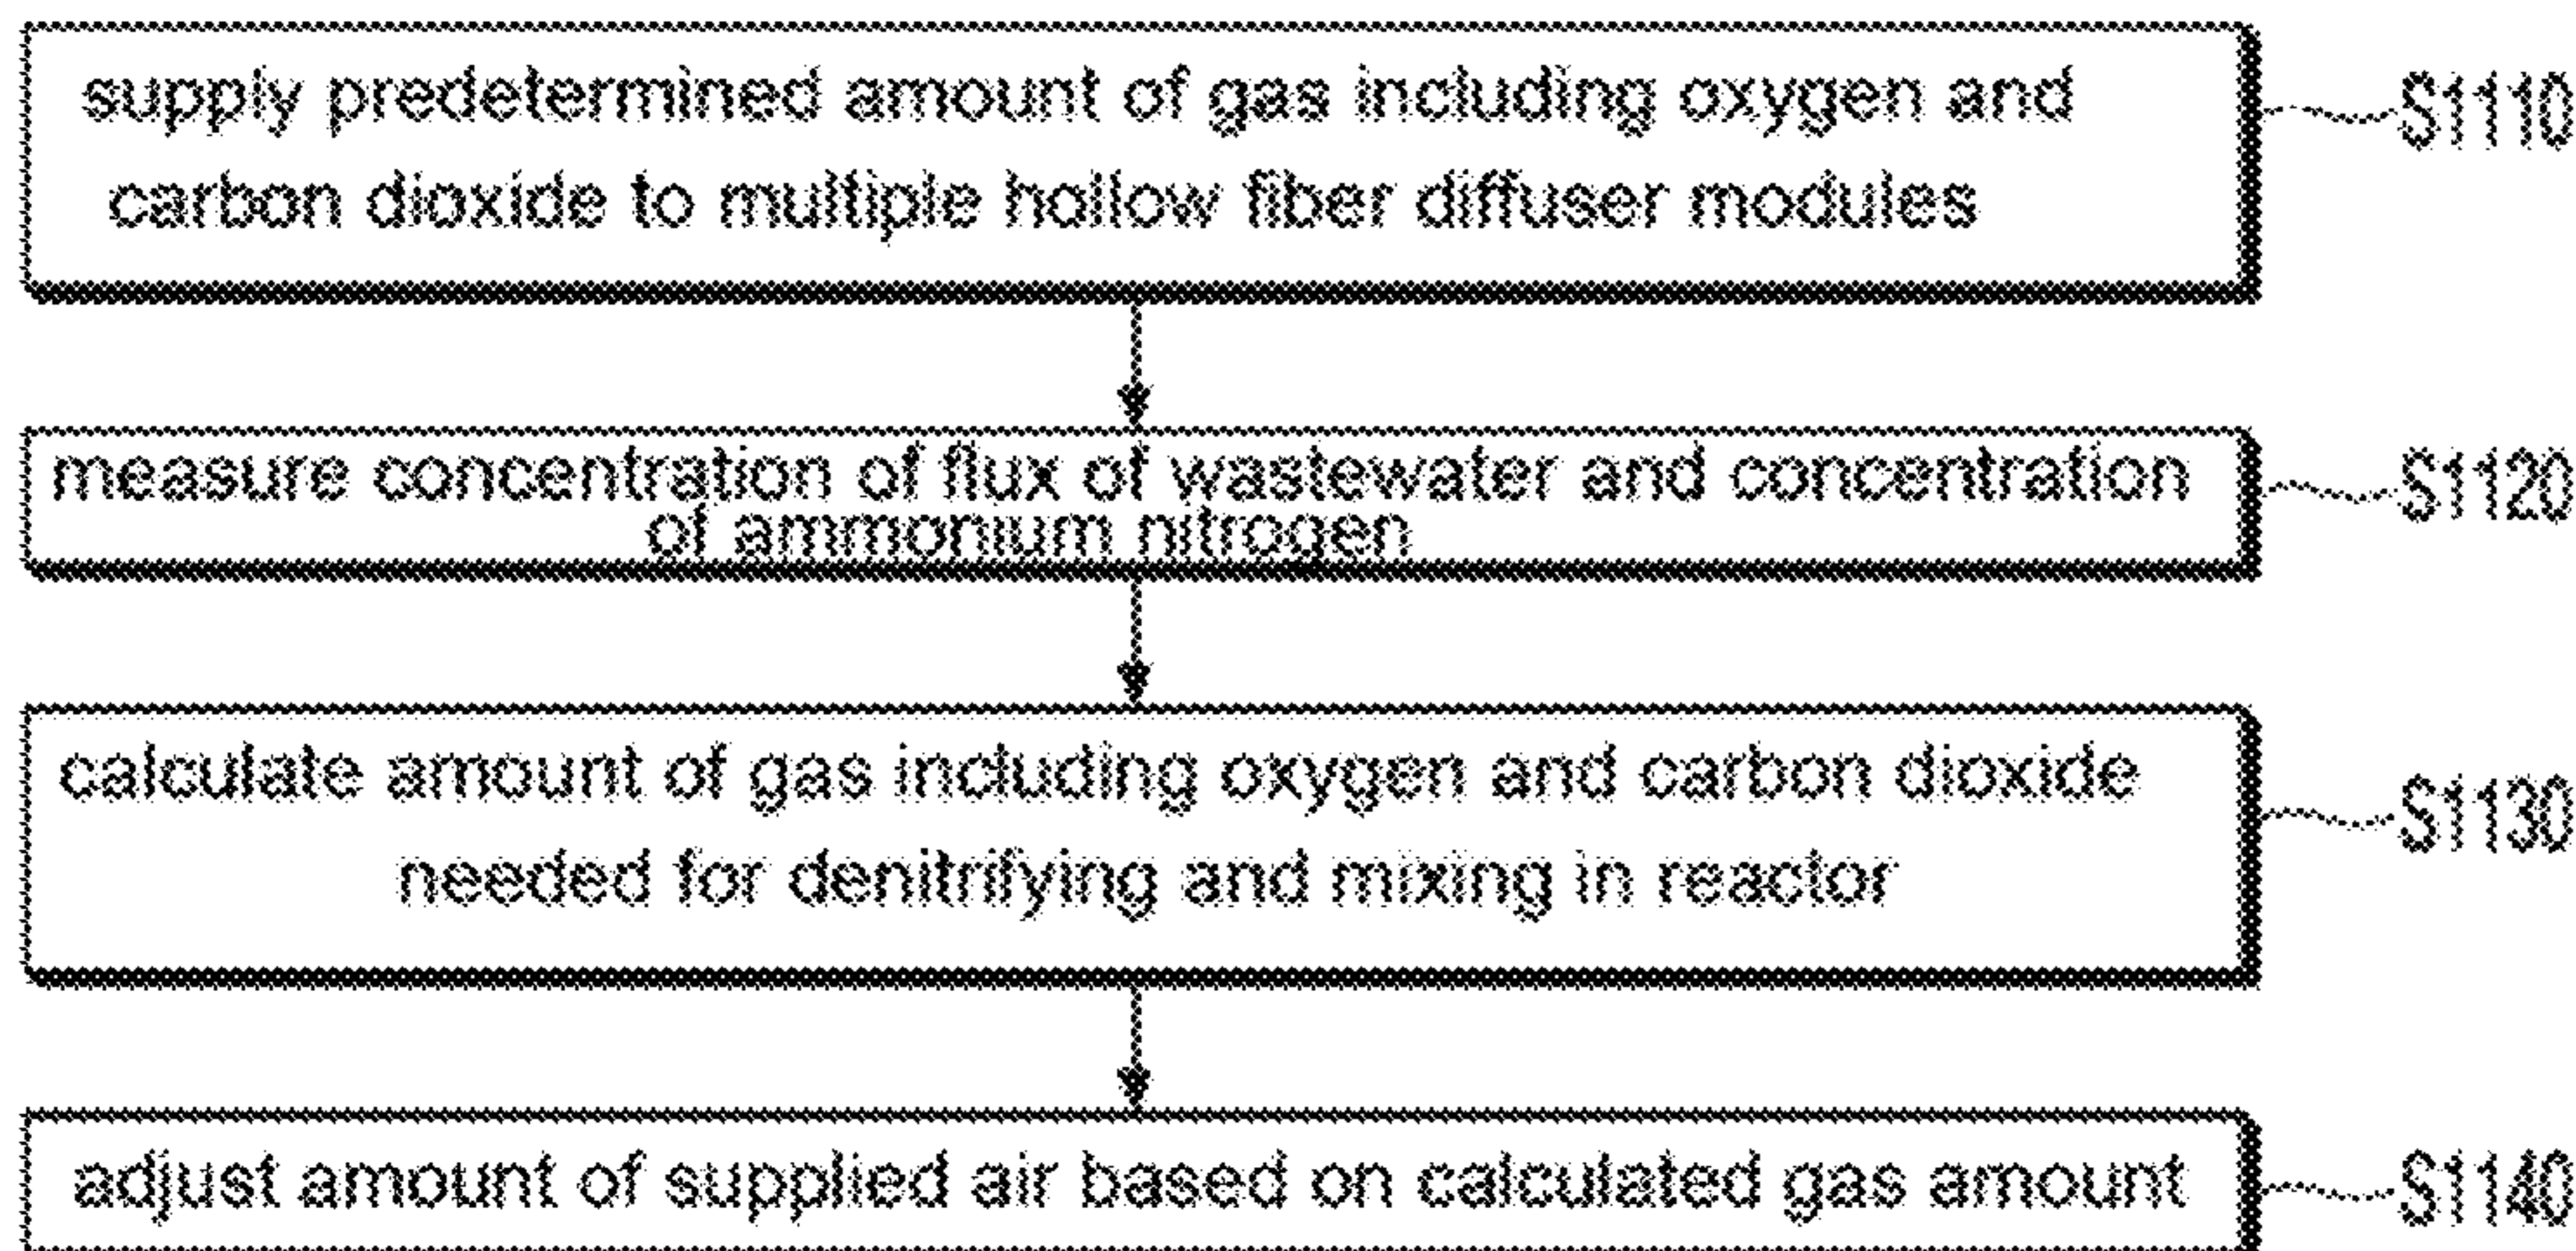 supply predetermined amount of gas including oxygen and
carbon dioxide to multiple hollow fiber diffuser modules
S1110
measure concentration of flux of wastewater and concentration
of ammonium nitrogen
S1120
calculate amount of gas including oxygen and carbon dioxide
needed for denitrifying and mixing in reactor
S1130
adjust amount of supplied air based on calculated gas amount
S1140